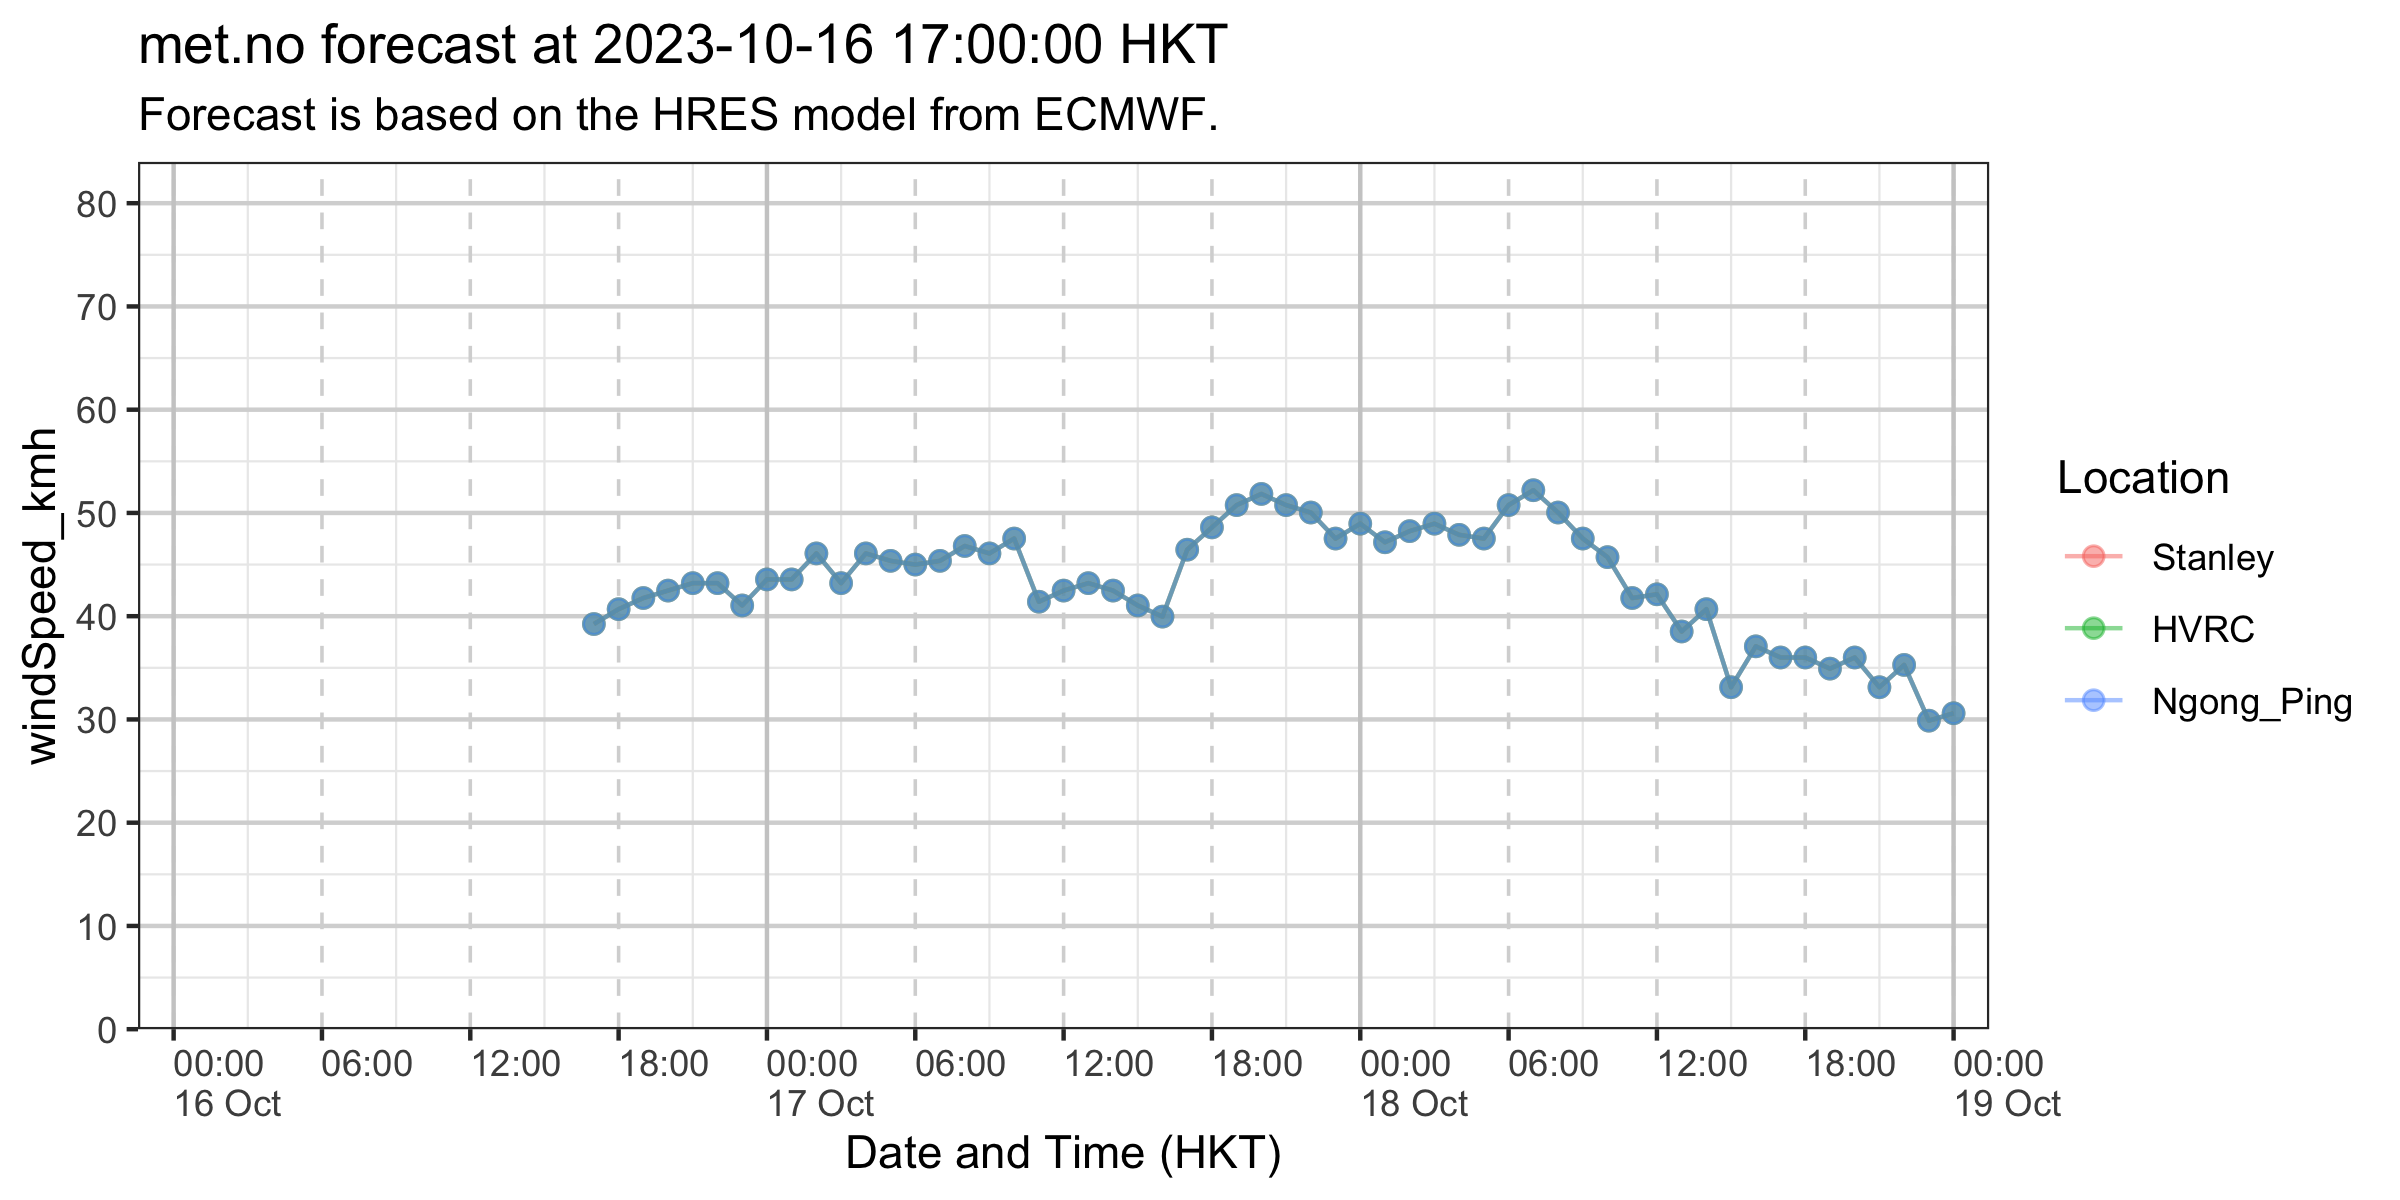 met.no forecast at 2023-10-16 17:00:00 HKT
Forecast is based on the HRES model from ECMWF.
windSpeed_kmh
80
70
60
50
40
30
20
10
0
00:00 06:00 12:00 18:00 00:00 06:00 12:00 18:00 00:00 06:00 12:00 18:00 00:00
16 Oct 17 Oct 18 Oct 19 Oct
Date and Time (HKT)
Location
Stanley
HVRC
Ngong_Ping